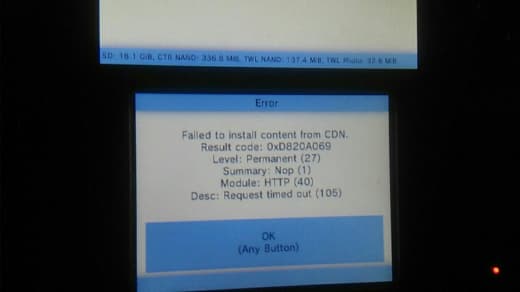 SD: 18.1 GiB, CTR NAND: 336.8 MiB, TWL NAND: 137.4 MiB, TWL Photo: 32.6 MiB
Error
Failed to install content from CDN.
Result code: 0xD820A069
Level: Permanent (27)
Summary: Nop (1)
Module: HTTP (40)
Desc: Request timed out (105)
OK
(Any Button)